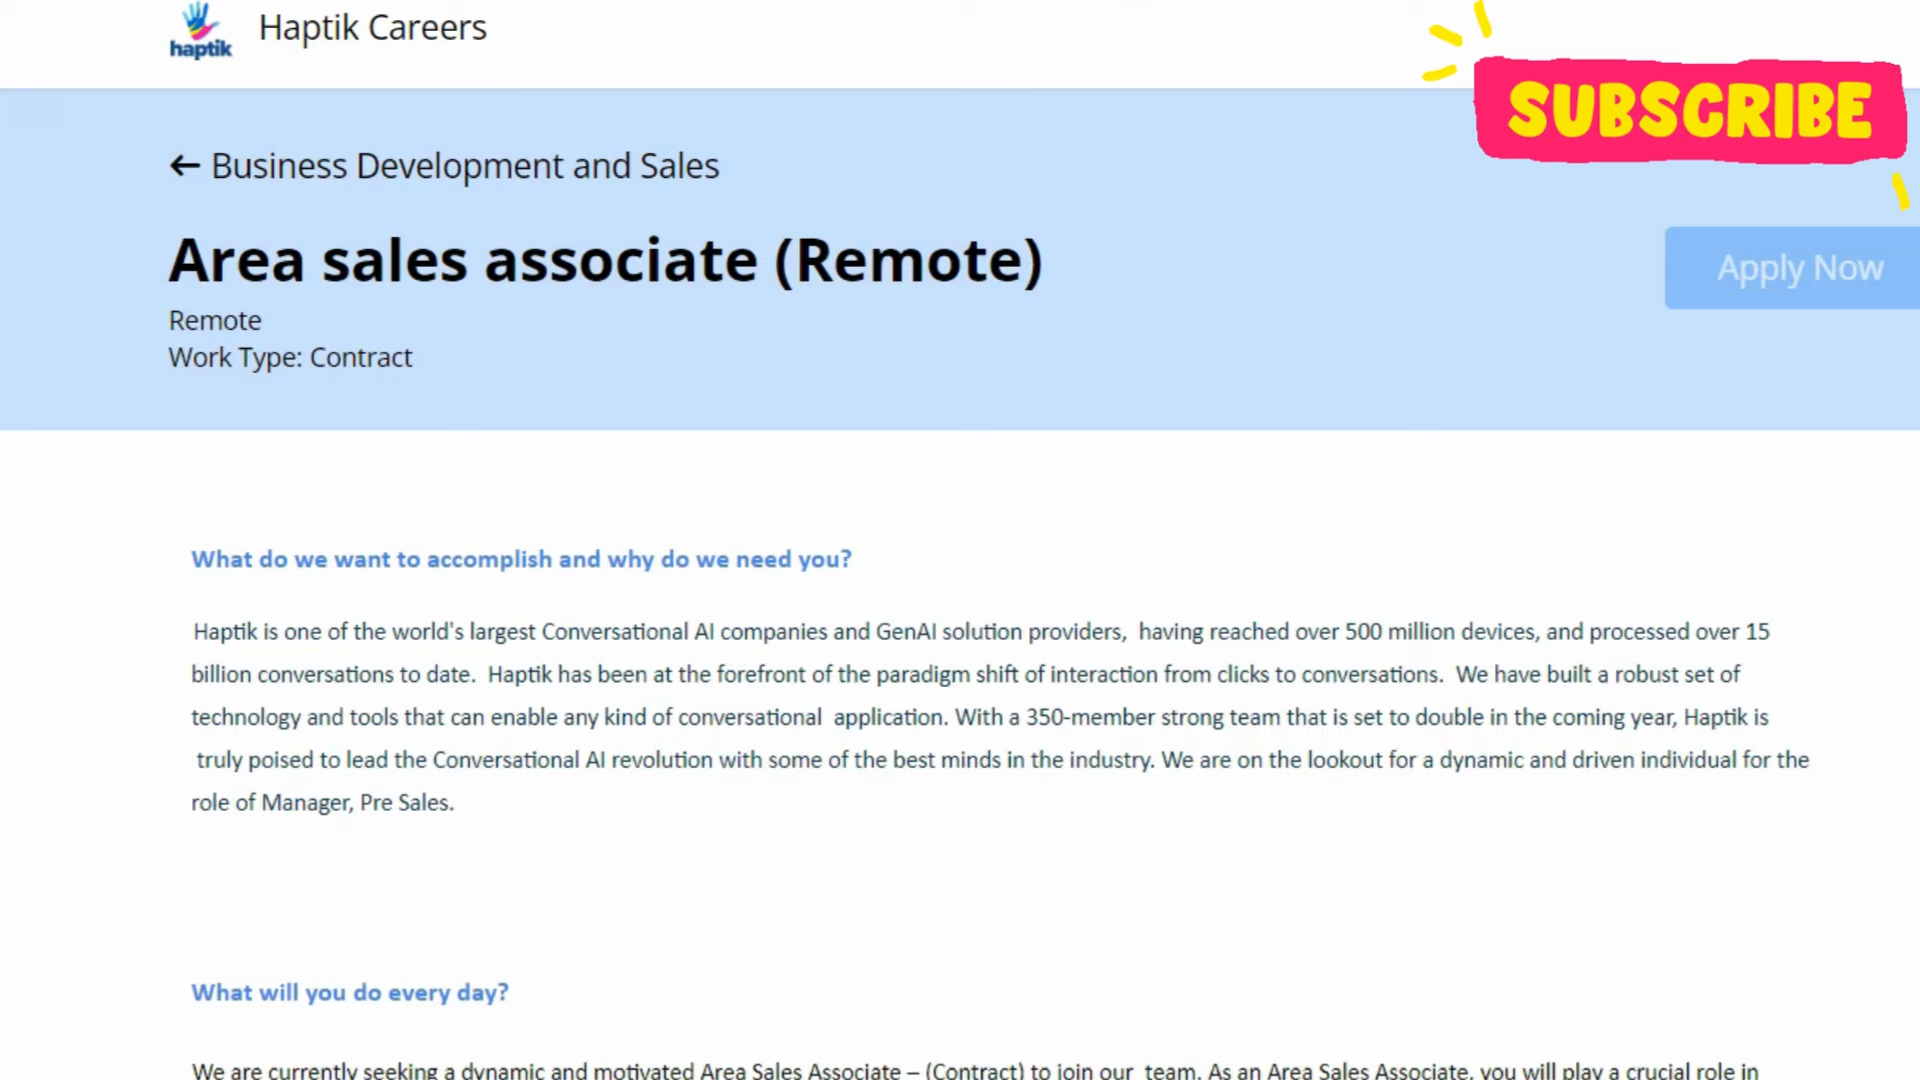 haptik
Haptik Careers
SUBSCRIBE
← Business Development and Sales
Area sales associate (Remote)
Remote
Work Type: Contract
Apply Now
What do we want to accomplish and why do we need you?
Haptik is one of the world's largest Conversational AI companies and GenAI solution providers, having reached over 500 million devices, and processed over 15
billion conversations to date. Haptik has been at the forefront of the paradigm shift of interaction from clicks to conversations. We have built a robust set of
technology and tools that can enable any kind of conversational application. With a 350-member strong team that is set to double in the coming year, Haptik is
truly poised to lead the Conversational AI revolution with some of the best minds in the industry. We are on the lookout for a dynamic and driven individual for the
role of Manager, Pre Sales.
What will you do every day?
We are currently seeking a dynamic and motivated Area Sales Associate – (Contract) to join our team. As an Area Sales Associate, you will play a crucial role in